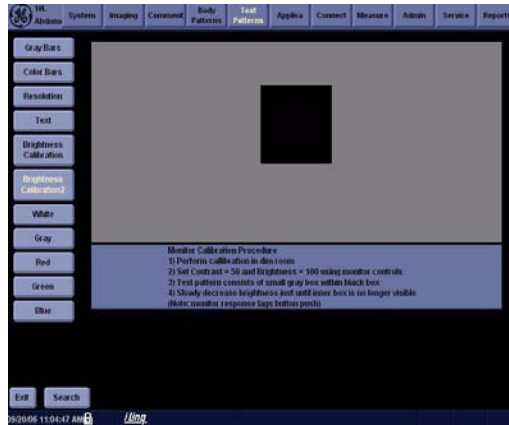 GE 10L System Imaging Comment Body Patterns Test Patterns Applica Connect Measure Admin Service Report
Abdomen
Gray Bars
Color Bars
Resolution
Text
Brightness
Calibration
Brightness
Calibration2
White
Gray
Red
Green
Blue
Monitor Calibration Procedure
1) Perform calibration in dim room
2) Set Contrast = 50 and Brightness = 100 using monitor controls
3) Test pattern consists of small gray box within black box
4) Slowly decrease brightness just until inner box is no longer visible
(Note: monitor response lags button push)
Exit Search
09/20/06 11:04:47 AM iLinq